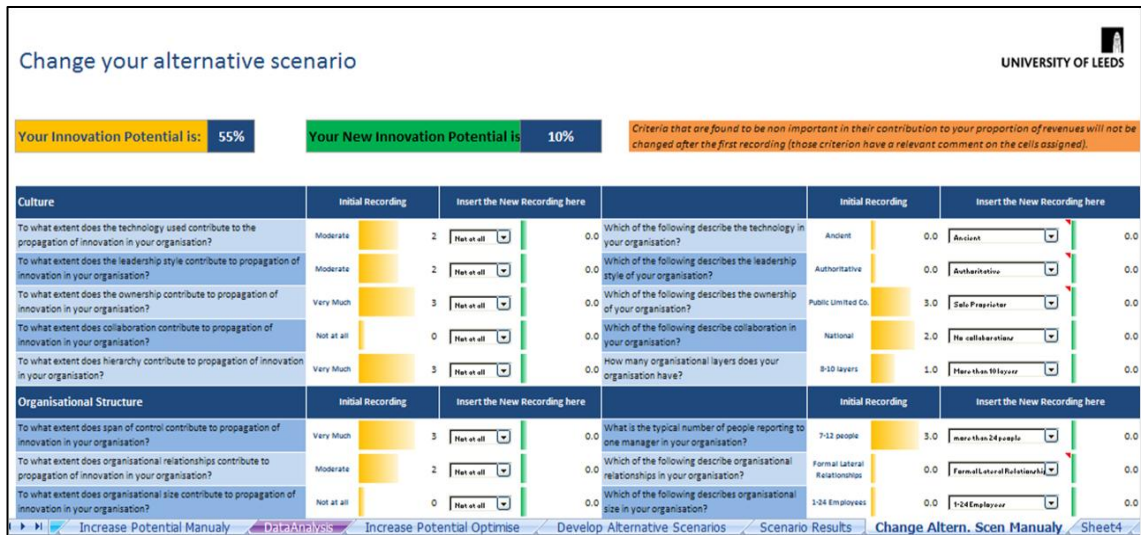 Change your alternative scenario
UNIVERSITY OF LEEDS
Your Innovation Potential is: 55%
Your New Innovation Potential is 10%
Criteria that are found to be non important in their contribution to your proportion of revenues will not be
changed after the first recording (those criterion have a relevant comment on the cells assigned).
Culture Initial Recording Insert the New Recording here Initial Recording Insert the New Recording here
To what extent does the technology used contribute to the
propagation of innovation in your organisation?
Moderate 2 Not at all 0.0
Which of the following describe the technology in
your organisation?
Ancient 0.0 Ancient 0.0
To what extent does the leadership style contribute to propagation of
innovation in your organisation?
Moderate 2 Not at all 0.0
Which of the following describes the leadership
style of your organisation?
Authoritative 0.0 Authoritative 0.0
To what extent does the ownership contribute to propagation of
innovation in your organisation?
Very Much 3 Not at all 0.0
Which of the following describes the ownership
of your organisation?
Public Limited Co. 3.0 Sole Proprietor 0.0
To what extent does collaboration contribute to propagation of
innovation in your organisation?
Not at all 0 Not at all 0.0
Which of the following describe collaboration in
your organisation?
National 2.0 No collaborations 0.0
To what extent does hierarchy contribute to propagation of innovation
in your organisation?
Very Much 3 Not at all 0.0
How many organisational layers does your
organisation have?
8-10 layers 1.0 More than 10 layers 0.0
Organisational Structure Initial Recording Insert the New Recording here Initial Recording Insert the New Recording here
To what extent does span of control contribute to propagation of
innovation in your organisation?
Very Much 3 Not at all 0.0
What is the typical number of people reporting to
one manager in your organisation?
7-12 people 3.0 more than 24 people 0.0
To what extent does organisational relationships contribute to
propagation of innovation in your organisation?
Moderate 2 Not at all 0.0
Which of the following describe organisational
relationships in your organisation?
Formal Lateral
Relationships
0.0 Formal Lateral Relationship 0.0
To what extent does organisational size contribute to propagation of
innovation in your organisation?
Not at all 0 Not at all 0.0
Which of the following describes organisational
size in your organisation?
1-24 Employees 0.0 1-24 Employees 0.0
Increase Potential Manualy DataAnalysis Increase Potential Optimise Develop Alternative Scenarios Scenario Results Change Altern. Scen Manualy Sheet4